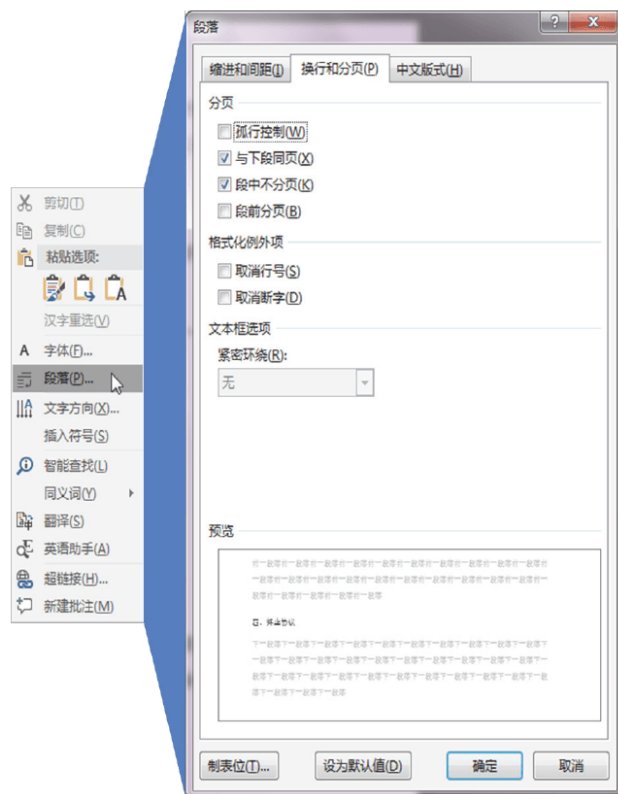 剪切(T)
复制(C)
粘贴选项:
A
汉字重选(V)
A 字体(F)...
段落(P)...
文字方向(X)...
插入符号(S)
智能查找(L)
同义词(Y)
翻译(S)
英语助手(A)
超链接(H)...
新建批注(M)
段落
缩进和间距(I) 换行和分页(P) 中文版式(H)
分页
孤行控制(W)
与下段同页(X)
段中不分页(K)
段前分页(B)
格式化例外项
取消行号(S)
取消断字(D)
文本框选项
紧密环绕(R):
无
预览
制表位(T)... 设为默认值(D) 确定 取消